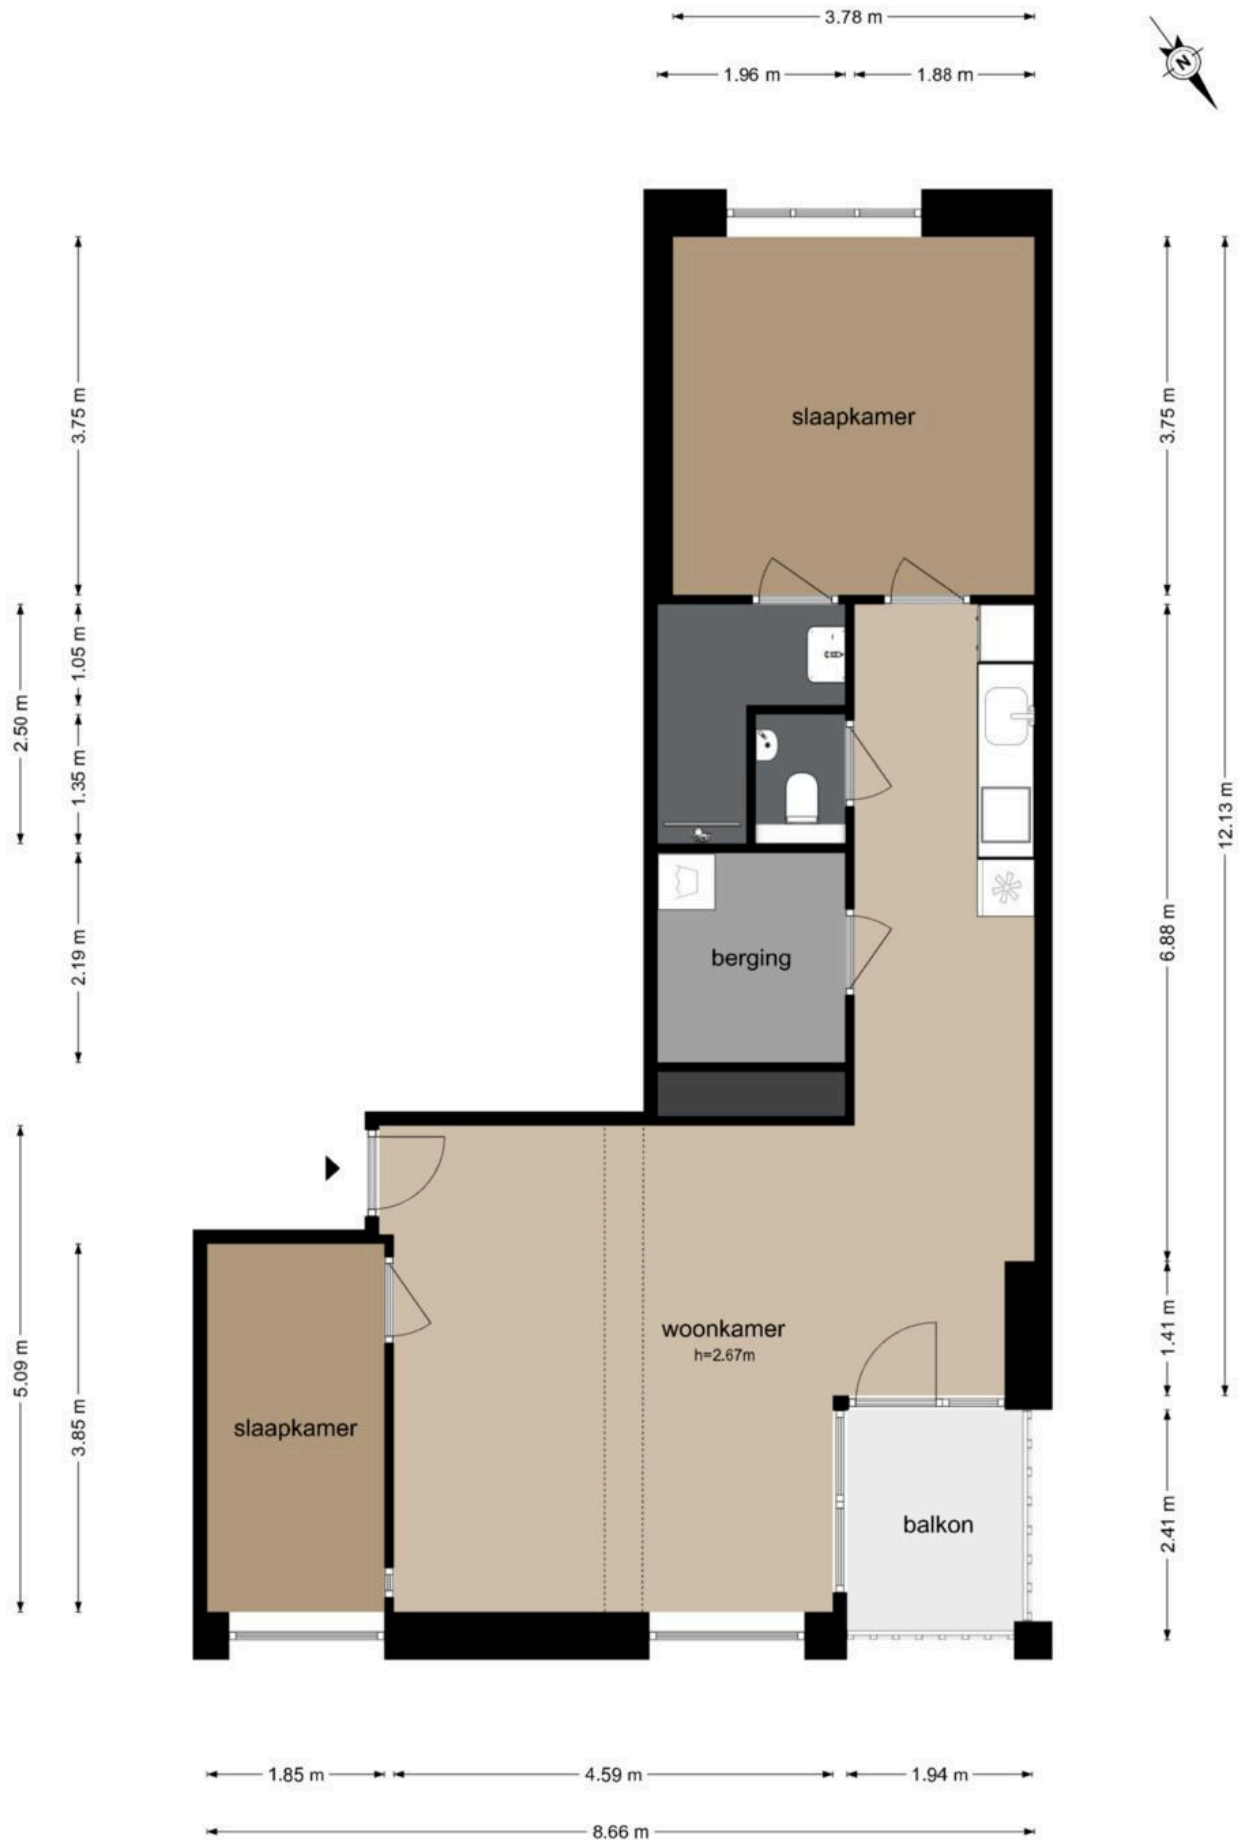 3.78 m
1.96 m
1.88 m
N
3.75 m
3.75 m
slaapkamer
2.50 m
1.05 m
1.35 m
12.13 m
6.88 m
2.19 m
berging
5.09 m
3.85 m
woonkamer
h=2.67m
1.41 m
slaapkamer
balkon
2.41 m
1.85 m
4.59 m
1.94 m
8.66 m